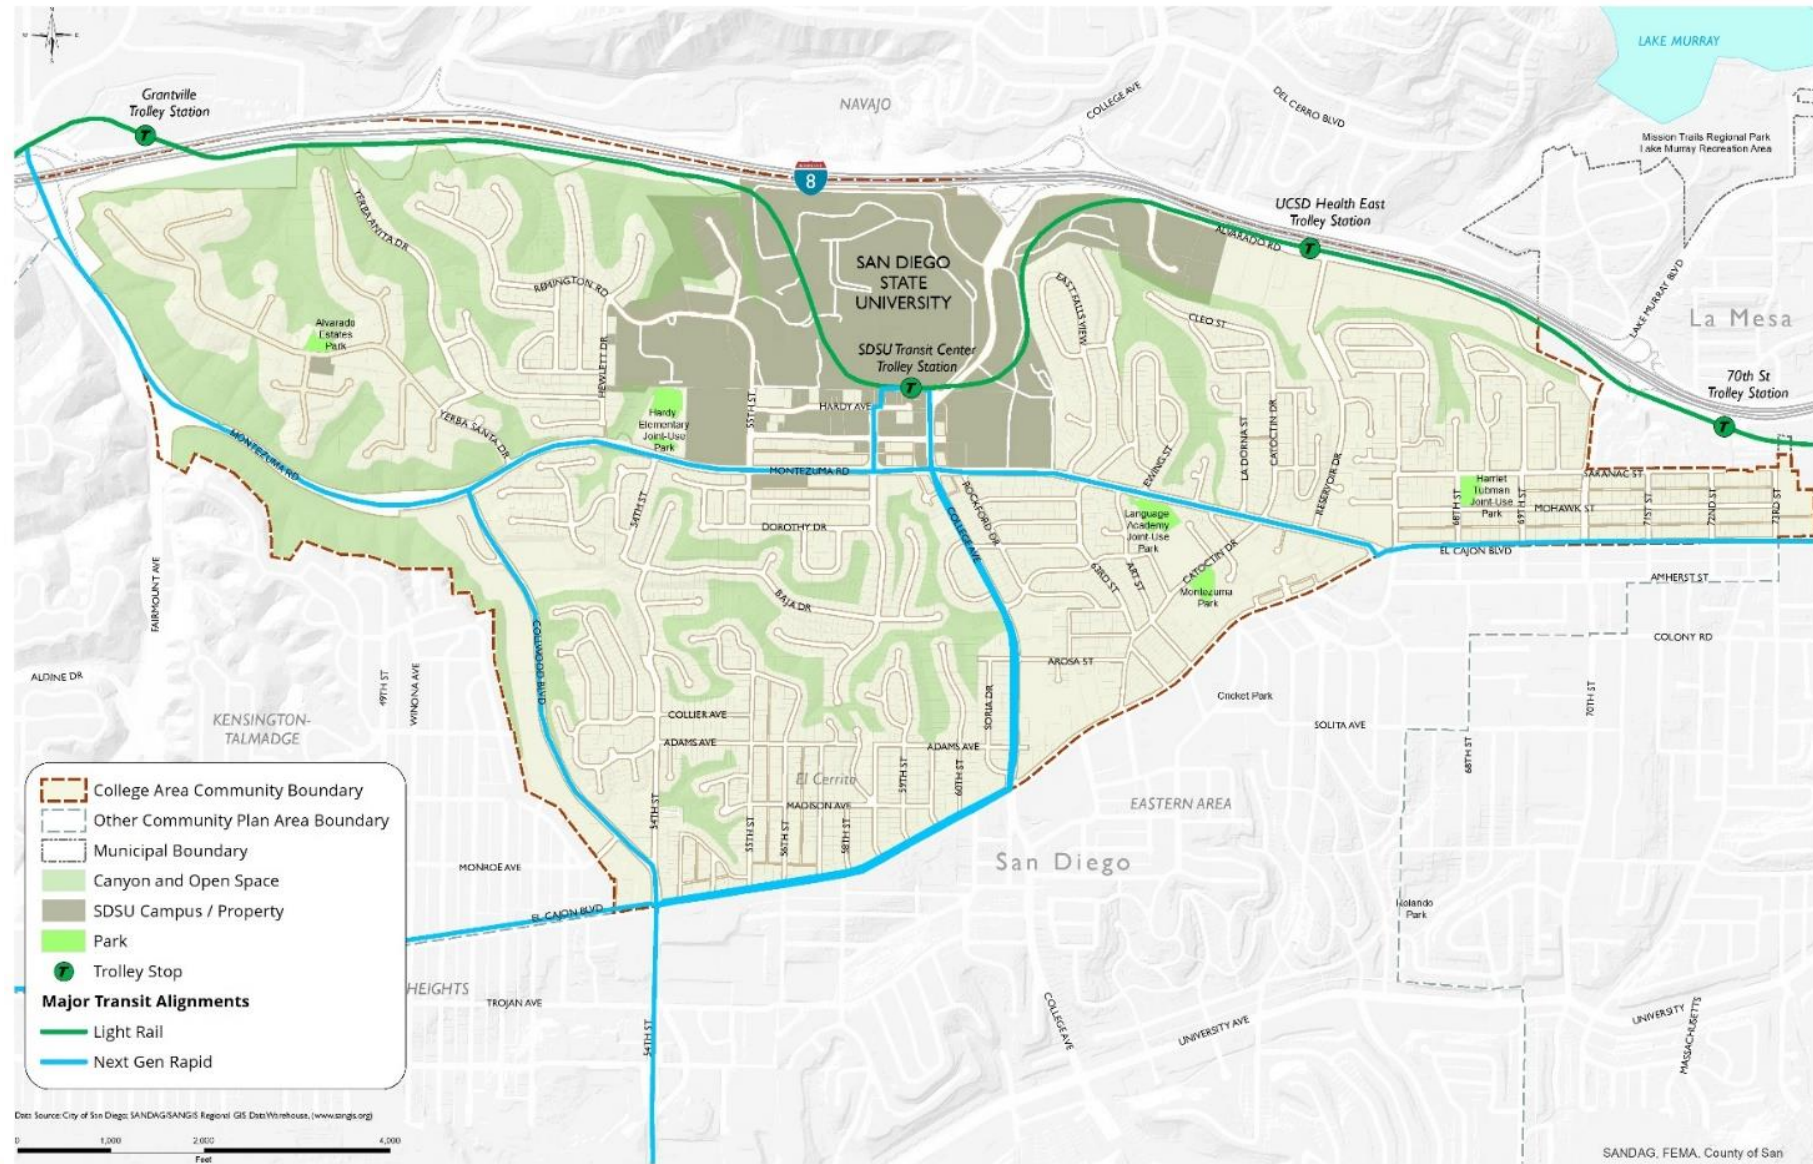 N
E
Grantville
Trolley Station
NAVAJO
COLLEGE AVE
DEL CERRO BLVD
LAKE MURRAY
Mission Trails Regional Park
Lake Murray Recreation Area
8
UCSD Health East
Trolley Station
ALVARADO RD
LAKE MURRAY BLVD
La Mesa
70th St
Trolley Station
YERBA ANITA DR
REMINGTON RD
SAN DIEGO
STATE
UNIVERSITY
EAST FALLS VIEW
CLEO ST
Alvarado
Estates
Park
HEWLETT DR
SDSU Transit Center
Trolley Station
T
T
T
T
Hardy
Elementary
Joint-Use
Park
55TH ST
HARDY AVE
YERBA SANTA DR
MONTEZUMA RD
MONTEZUMA RD
54TH ST
DOROTHY DR
COLLEGE AVE
ROCKFORD DR
EWING ST
LA DORNA ST
CATOCTIN DR
RESERVOIR DR
Language
Academy
Joint-Use
Park
SARANAC ST
Harriet
Tubman
Joint-Use
Park
68TH ST
69TH ST
MOHAWK ST
71ST ST
72ND ST
73RD ST
EL CAJON BLVD
AMHERST ST
COLONY RD
63RD ST
ART ST
CATOCTIN DR
Montezuma
Park
BAJA DR
COLLWOOD BLVD
FAIRMOUNT AVE
ALDINE DR
49TH ST
WINONA AVE
KENSINGTON-
TALMADGE
AROSA ST
Cricket Park
SOLITA AVE
70TH ST
68TH ST
SORIA DR
COLLIER AVE
ADAMS AVE
ADAMS AVE
El Cerrito
59TH ST
60TH ST
MADISON AVE
54TH ST
55TH ST
56TH ST
58TH ST
EASTERN AREA
San Diego
MONROE AVE
EL CAJON BLVD
Rolando
Park
HEIGHTS
TROJAN AVE
54TH ST
COLLEGE AVE
UNIVERSITY AVE
UNIVERSITY
MASSACHUSETTS
College Area Community Boundary
Other Community Plan Area Boundary
Municipal Boundary
Canyon and Open Space
SDSU Campus / Property
Park
T Trolley Stop
Major Transit Alignments
Light Rail
Next Gen Rapid
Data Source: City of San Diego; SANDAG/SANGIS Regional GIS Data Warehouse, (www.sangis.org)
0 1,000 2,000 4,000
Feet
SANDAG, FEMA, County of San